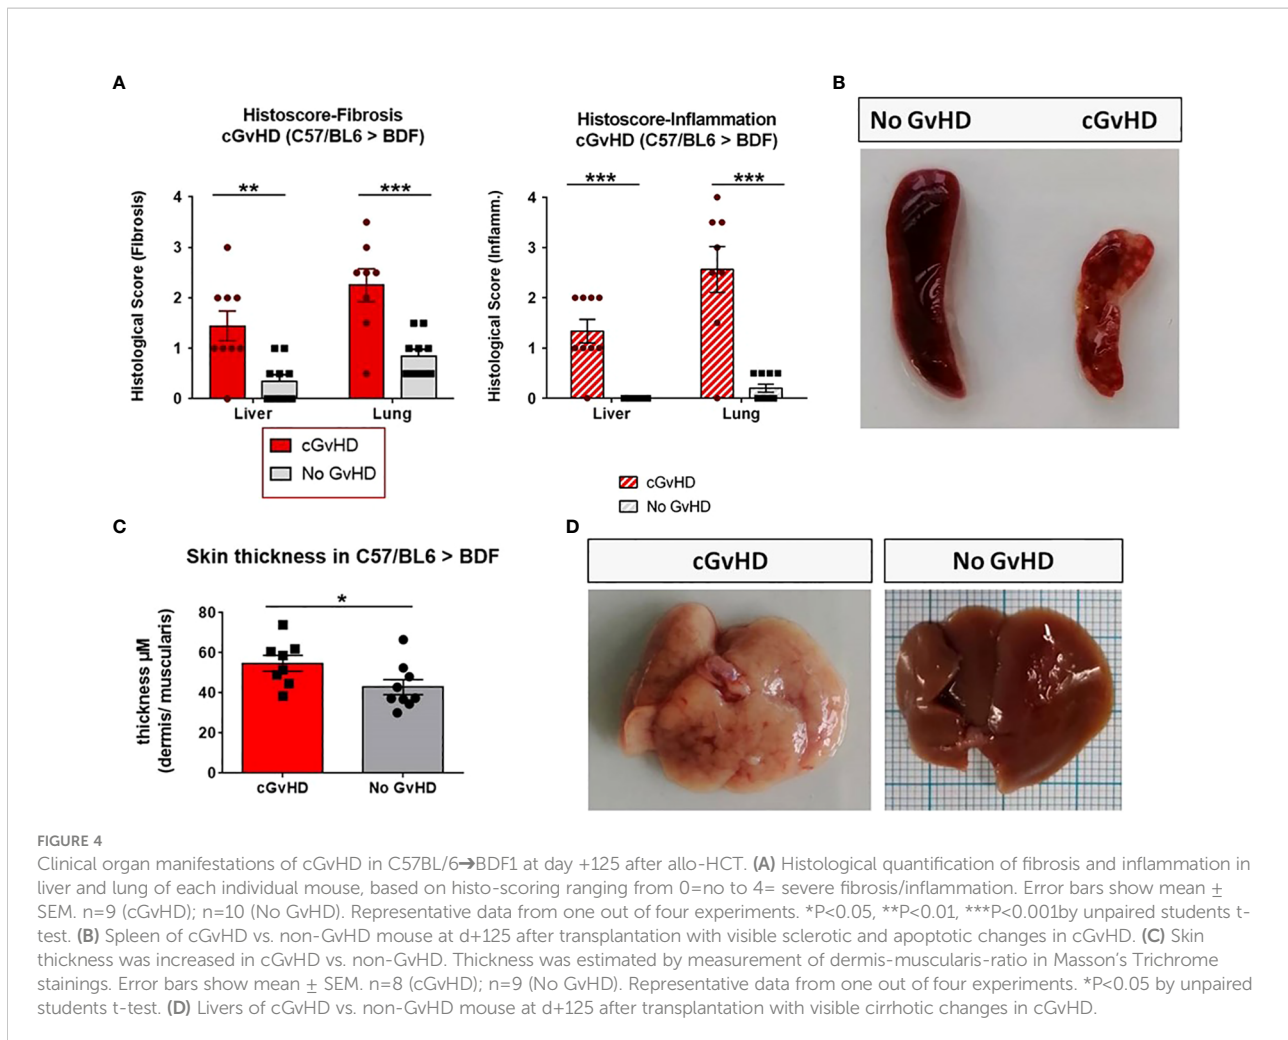 A
Histoscore-Fibrosis
cGvHD (C57/BL6 > BDF)
Histological Score (Fibrosis)
4
3
2
1
0
**
***
Liver
Lung
cGvHD
No GvHD
Histoscore-Inflammation
cGvHD (C57/BL6 > BDF)
Histological Score (Inflamm.)
4
3
2
1
0
***
***
Liver
Lung
cGvHD
No GvHD
B
No GvHD
cGvHD
C
Skin thickness in C57/BL6 > BDF
thickness µM
(dermis/ muscularis)
80
60
40
20
0
*
cGvHD
No GvHD
D
cGvHD
No GvHD
FIGURE 4
Clinical organ manifestations of cGvHD in C57BL/6➔BDF1 at day +125 after allo-HCT. (A) Histological quantification of fibrosis and inflammation in
liver and lung of each individual mouse, based on histo-scoring ranging from 0=no to 4= severe fibrosis/inflammation. Error bars show mean ±
SEM. n=9 (cGvHD); n=10 (No GvHD). Representative data from one out of four experiments. *P<0.05, **P<0.01, ***P<0.001by unpaired students t-
test. (B) Spleen of cGvHD vs. non-GvHD mouse at d+125 after transplantation with visible sclerotic and apoptotic changes in cGvHD. (C) Skin
thickness was increased in cGvHD vs. non-GvHD. Thickness was estimated by measurement of dermis-muscularis-ratio in Masson’s Trichrome
stainings. Error bars show mean ± SEM. n=8 (cGvHD); n=9 (No GvHD). Representative data from one out of four experiments. *P<0.05 by unpaired
students t-test. (D) Livers of cGvHD vs. non-GvHD mouse at d+125 after transplantation with visible cirrhotic changes in cGvHD.